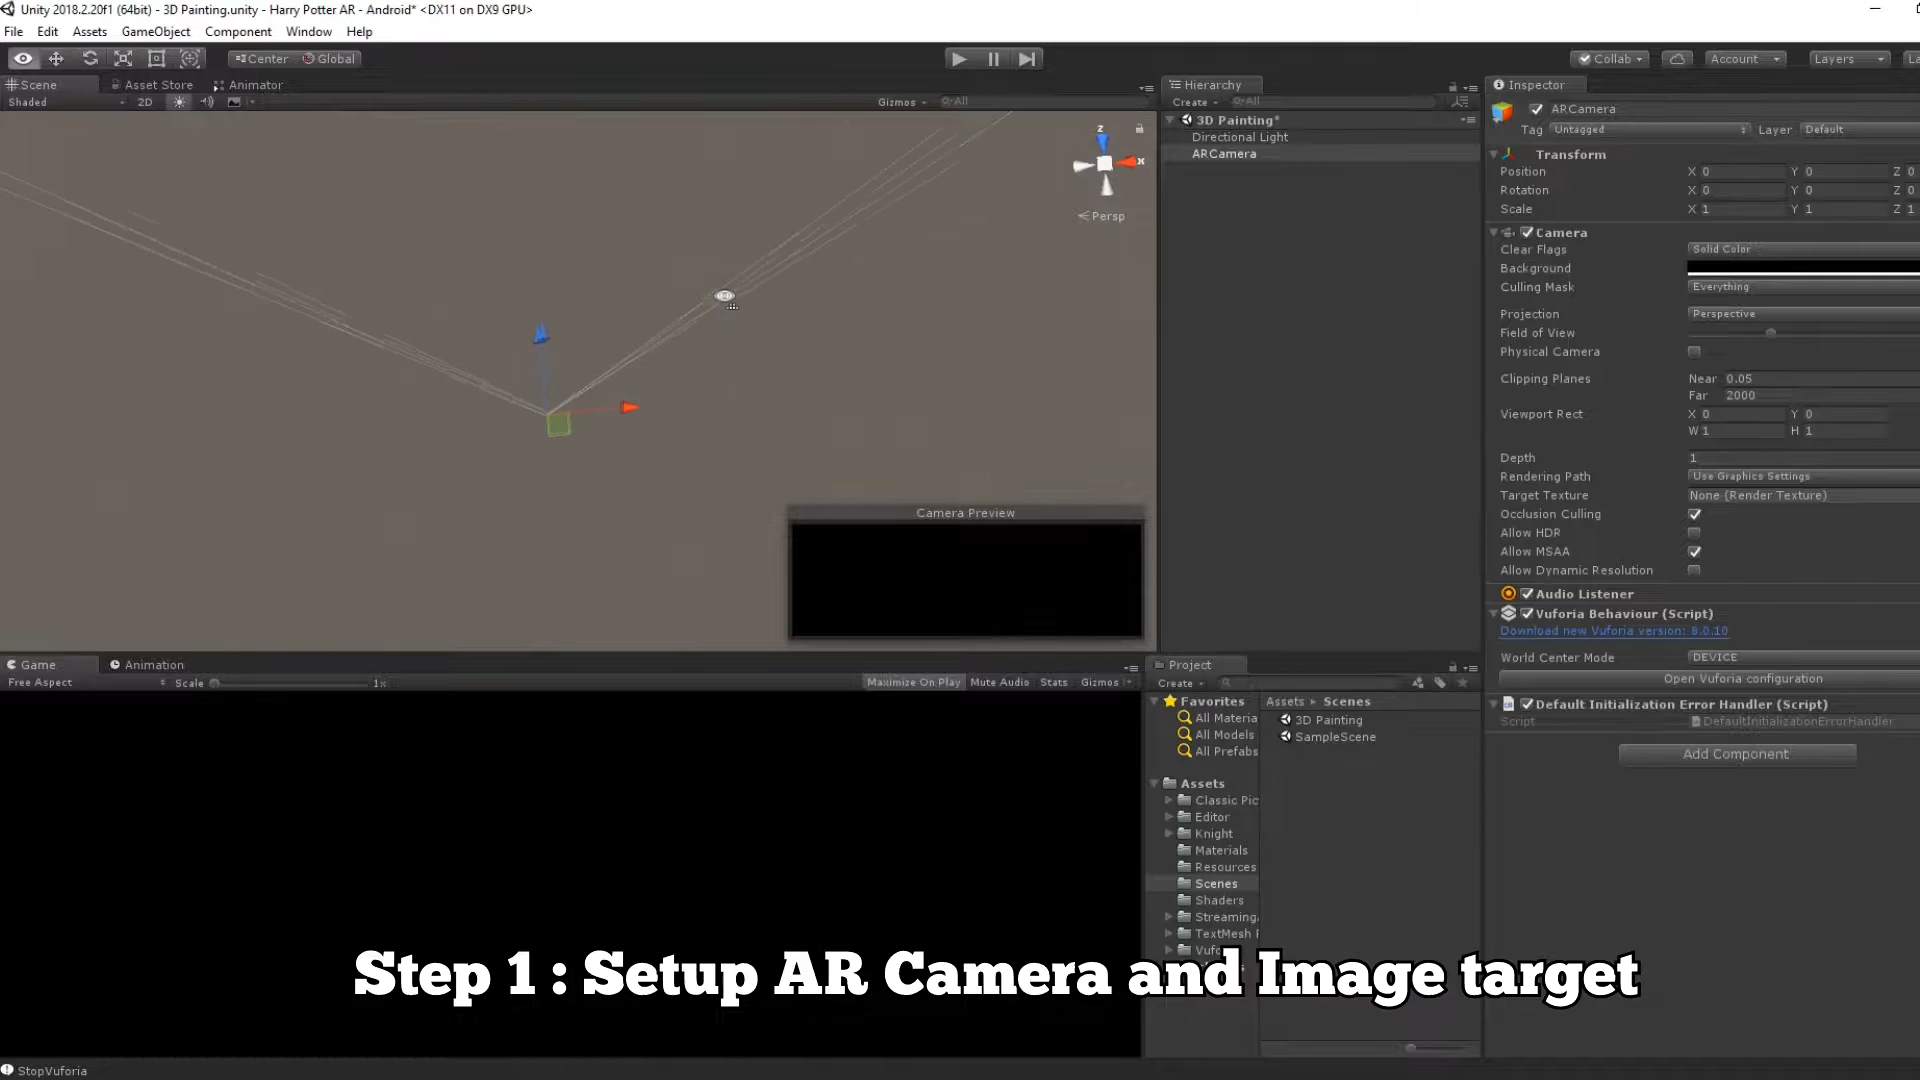 Unity 2018.2.20f1 (64bit) - 3D Painting.unity - Harry Potter AR - Android* <DX11 on DX9 GPU>
File Edit Assets GameObject Component Window Help
Center Global
Collab Account Layers
Scene Asset Store Animator
Shaded 2D Gizmos All
z
x
Persp
Camera Preview
Hierarchy
Create All
3D Painting*
Directional Light
ARCamera
Inspector
ARCamera
Tag Untagged Layer Default
Transform
Position X 0 Y 0 Z 0
Rotation X 0 Y 0 Z 0
Scale X 1 Y 1 Z 1
Camera
Clear Flags Solid Color
Background
Culling Mask Everything
Projection Perspective
Field of View
Physical Camera
Clipping Planes Near 0.05
Far 2000
Viewport Rect X 0 Y 0
W 1 H 1
Depth 1
Rendering Path Use Graphics Settings
Target Texture None (Render Texture)
Occlusion Culling
Allow HDR
Allow MSAA
Allow Dynamic Resolution
Audio Listener
Vuforia Behaviour (Script)
Download new Vuforia version: 8.0.10
World Center Mode DEVICE
Open Vuforia configuration
Default Initialization Error Handler (Script)
Script DefaultInitializationErrorHandler
Add Component
Game Animation
Free Aspect Scale 1x Maximize On Play Mute Audio Stats Gizmos
Project
Create
Favorites
All Materia
All Models
All Prefabs
Assets
Classic Pic
Editor
Knight
Materials
Resources
Scenes
Shaders
Streaming
TextMesh
Vuf
Assets Scenes
3D Painting
SampleScene
Step 1 : Setup AR Camera and Image target
StopVuforia